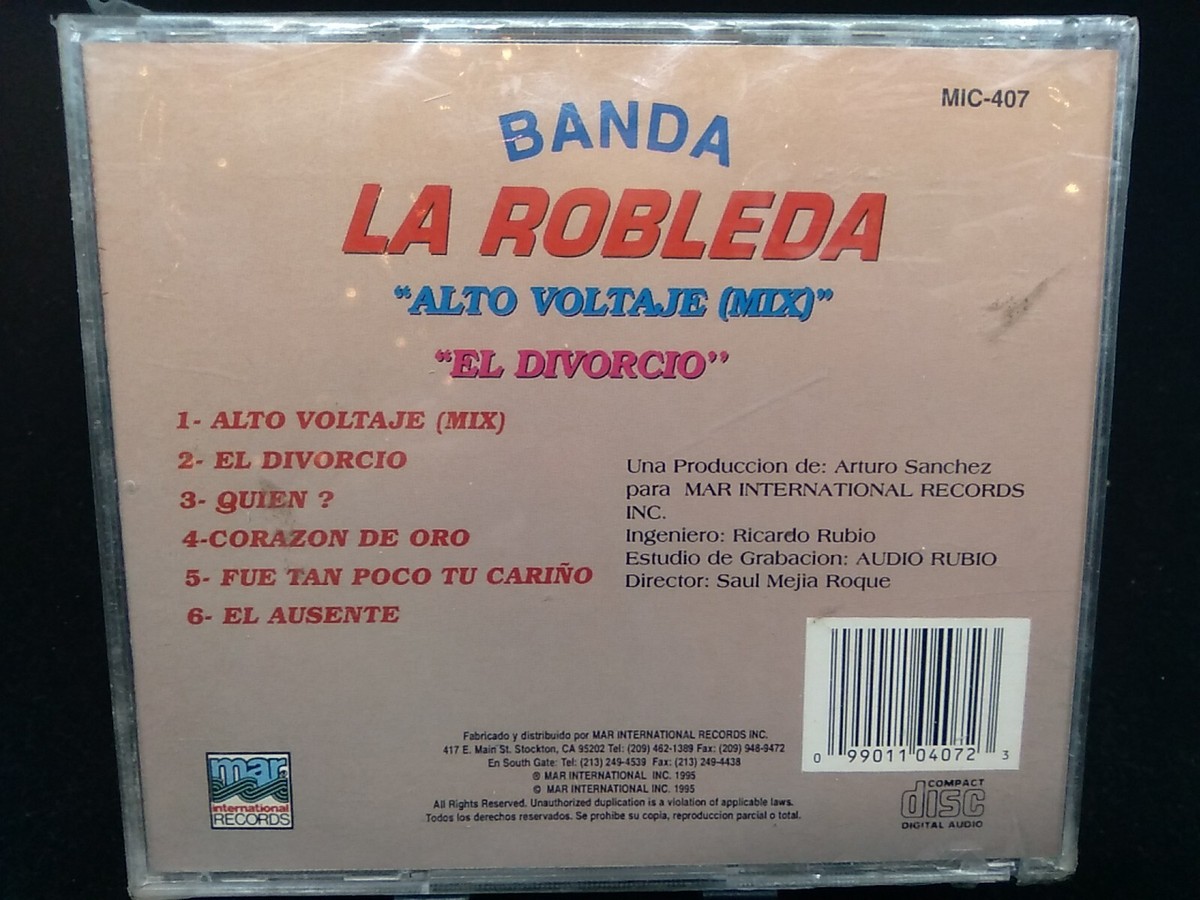 MIC-407
BANDA
LA ROBLEDA
"ALTO VOLTAJE (MIX)"
"EL DIVORCIO"
1- ALTO VOLTAJE (MIX)
2- EL DIVORCIO
3- QUIEN ?
4-CORAZON DE ORO
5- FUE TAN POCO TU CARIÑO
6- EL AUSENTE
Una Produccion de: Arturo Sanchez
para MAR INTERNATIONAL RECORDS
INC.
Ingeniero: Ricardo Rubio
Estudio de Grabacion: AUDIO RUBIO
Director: Saul Mejia Roque
0 99011 04072 3
Fabricado y distribuido por MAR INTERNATIONAL RECORDS INC.
417 E. Main St. Stockton, CA 95202 Tel: (209) 462-1389 Fax: (209) 948-9472
En South Gate: Tel: (213) 249-4539 Fax: (213) 249-4438
℗ MAR INTERNATIONAL INC. 1995
© MAR INTERNATIONAL INC. 1995
All Rights Reserved. Unauthorized duplication is a violation of applicable laws.
Todos los derechos reservados. Se prohibe su copia, reproduccion parcial o total.
mar
international
RECORDS
COMPACT
disc
DIGITAL AUDIO